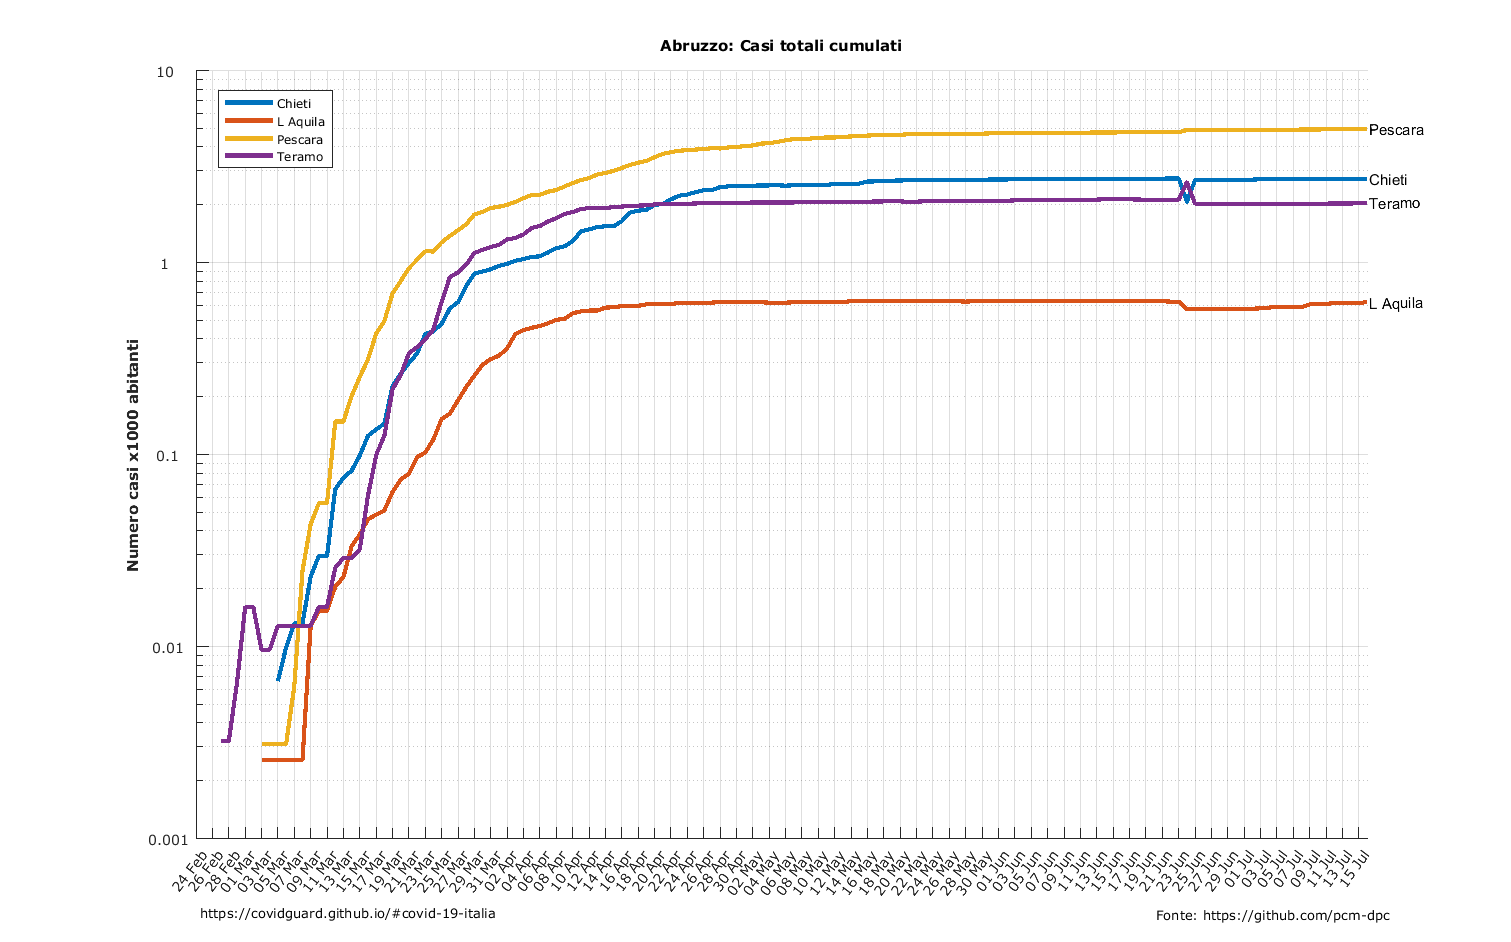 Abruzzo: Casi totali cumulati
10
1
0.1
0.01
0.001
Numero casi x1000 abitanti
Chieti
L Aquila
Pescara
Teramo
Pescara
Chieti
Teramo
L Aquila
24 Feb
26 Feb
28 Feb
01 Mar
03 Mar
05 Mar
07 Mar
09 Mar
11 Mar
13 Mar
15 Mar
17 Mar
19 Mar
21 Mar
23 Mar
25 Mar
27 Mar
29 Mar
31 Mar
02 Apr
04 Apr
06 Apr
08 Apr
10 Apr
12 Apr
14 Apr
16 Apr
18 Apr
20 Apr
22 Apr
24 Apr
26 Apr
28 Apr
30 Apr
02 May
04 May
06 May
08 May
10 May
12 May
14 May
16 May
18 May
20 May
22 May
24 May
26 May
28 May
30 May
01 Jun
03 Jun
05 Jun
07 Jun
09 Jun
11 Jun
13 Jun
15 Jun
17 Jun
19 Jun
21 Jun
23 Jun
25 Jun
27 Jun
29 Jun
01 Jul
03 Jul
05 Jul
07 Jul
09 Jul
11 Jul
13 Jul
15 Jul
https://covidguard.github.io/#covid-19-italia
Fonte: https://github.com/pcm-dpc